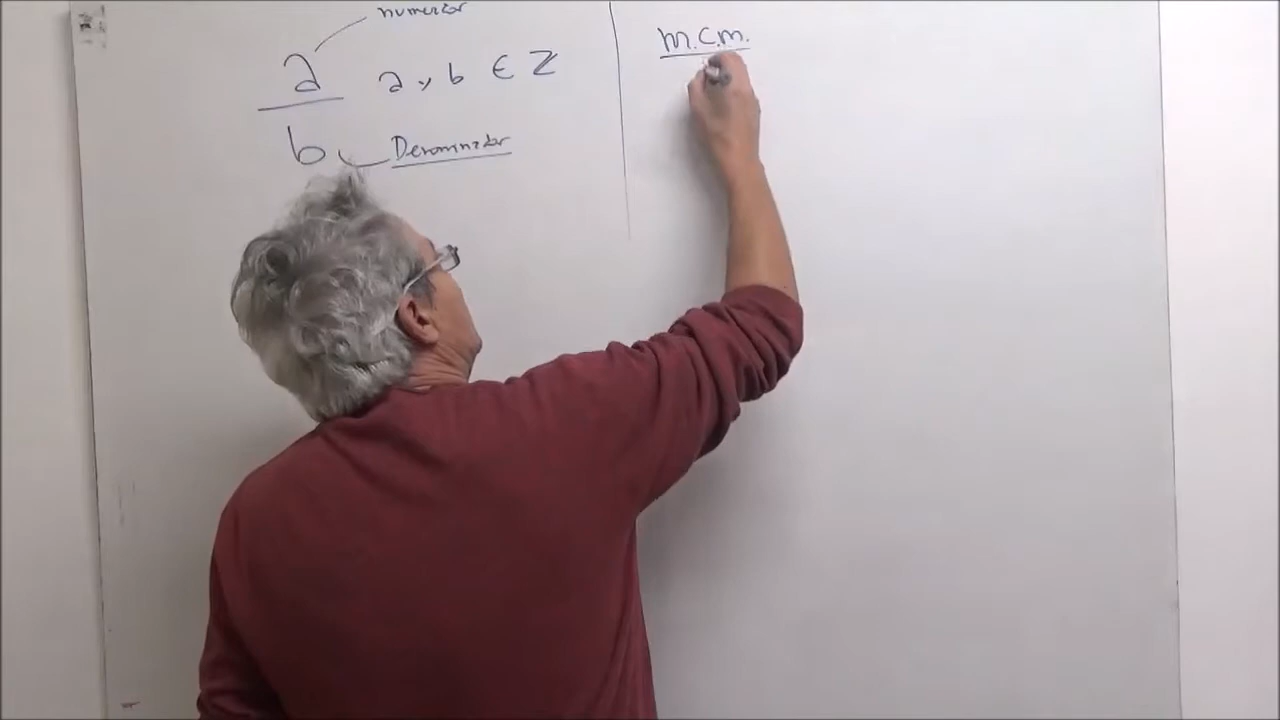 numerador
a
a y b ∈ Z
b
Denominador
m.c.m.